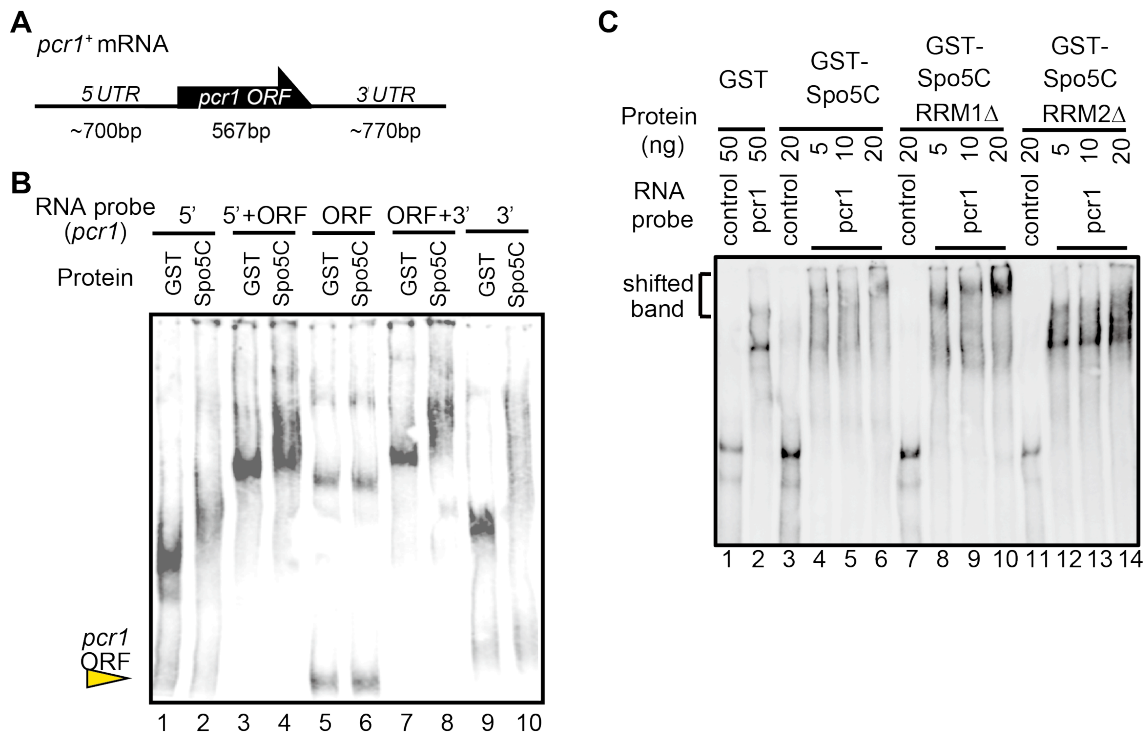 A
pcr1+ mRNA
5 UTR pcr1 ORF 3 UTR
~700bp 567bp ~770bp
B
RNA probe
(pcr1)
5’ 5’+ORF ORF ORF+3’ 3’
Protein
GST Spo5C GST Spo5C GST Spo5C GST Spo5C GST Spo5C
pcr1
ORF
1 2 3 4 5 6 7 8 9 10
C
GST
GST-
Spo5C
GST-
Spo5C
RRM1Δ
GST-
Spo5C
RRM2Δ
Protein
(ng)
50 50 20 5 10 20 20 5 10 20 20 5 10 20
RNA
probe
control pcr1 control pcr1 control pcr1 control pcr1
shifted
band
1 2 3 4 5 6 7 8 9 10 11 12 13 14